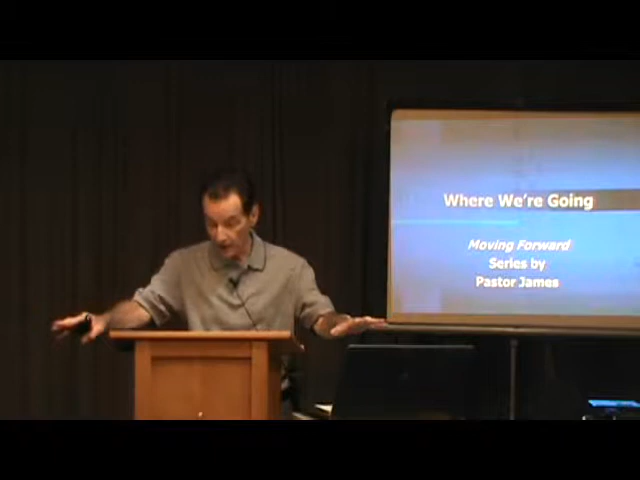 Where We're Going
Moving Forward
Series by
Pastor James